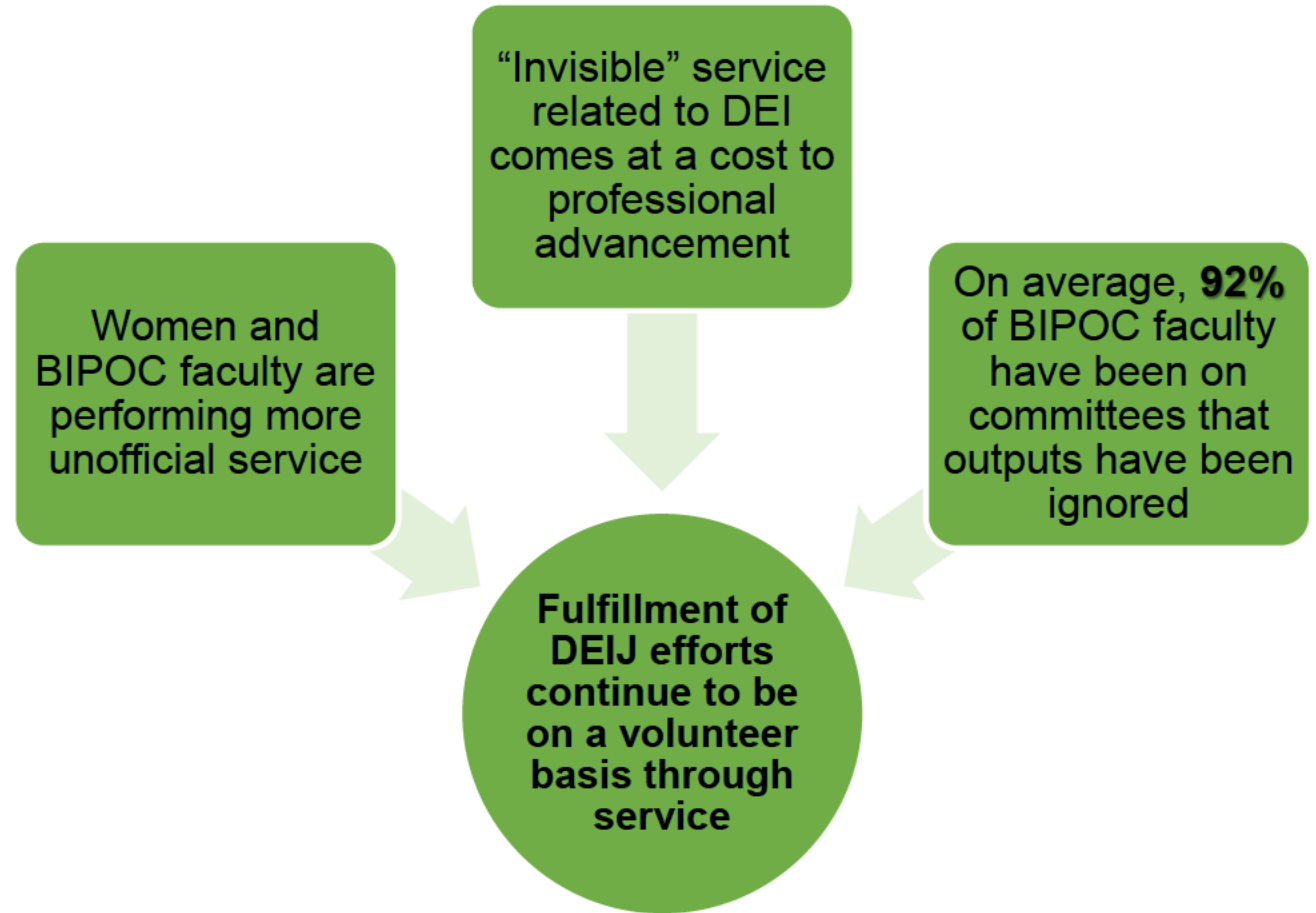 “Invisible” service
related to DEI
comes at a cost to
professional
advancement
Women and
BIPOC faculty are
performing more
unofficial service
On average, 92%
of BIPOC faculty
have been on
committees that
outputs have been
ignored
Fulfillment of
DEIJ efforts
continue to be
on a volunteer
basis through
service